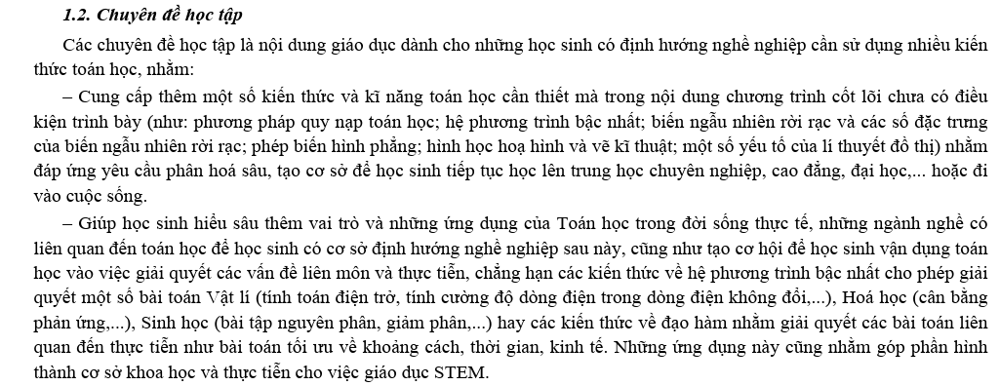 1.2. Chuyên đề học tập
Các chuyên đề học tập là nội dung giáo dục dành cho những học sinh có định hướng nghề nghiệp cần sử dụng nhiều kiến
thức toán học, nhằm:
– Cung cấp thêm một số kiến thức và kĩ năng toán học cần thiết mà trong nội dung chương trình cốt lõi chưa có điều
kiện trình bày (như: phương pháp quy nạp toán học; hệ phương trình bậc nhất; biến ngẫu nhiên rời rạc và các số đặc trưng
của biến ngẫu nhiên rời rạc; phép biến hình phẳng; hình học hoạ hình và vẽ kĩ thuật; một số yếu tố của lí thuyết đồ thị) nhằm
đáp ứng yêu cầu phân hoá sâu, tạo cơ sở để học sinh tiếp tục học lên trung học chuyên nghiệp, cao đẳng, đại học,... hoặc đi
vào cuộc sống.
– Giúp học sinh hiểu sâu thêm vai trò và những ứng dụng của Toán học trong đời sống thực tế, những ngành nghề có
liên quan đến toán học để học sinh có cơ sở định hướng nghề nghiệp sau này, cũng như tạo cơ hội để học sinh vận dụng toán
học vào việc giải quyết các vấn đề liên môn và thực tiễn, chẳng hạn các kiến thức về hệ phương trình bậc nhất cho phép giải
quyết một số bài toán Vật lí (tính toán điện trở, tính cường độ dòng điện trong dòng điện không đổi,...), Hoá học (cân bằng
phản ứng,...), Sinh học (bài tập nguyên phân, giảm phân,...) hay các kiến thức về đạo hàm nhằm giải quyết các bài toán liên
quan đến thực tiễn như bài toán tối ưu về khoảng cách, thời gian, kinh tế. Những ứng dụng này cũng nhằm góp phần hình
thành cơ sở khoa học và thực tiễn cho việc giáo dục STEM.